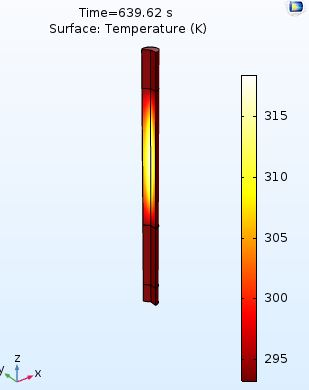 Time=639.62 s
Surface: Temperature (K)
315
310
305
300
295
z
y
x